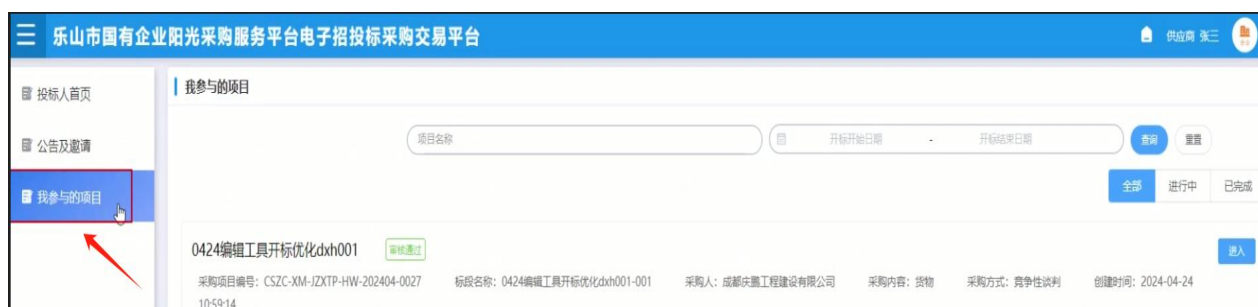 乐山市国有企业阳光采购服务平台电子招投标采购交易平台
供应商 张三
投标人首页
我参与的项目
公告及邀请
项目名称
开标开始日期 - 开标结束日期
查询
重置
我参与的项目
全部 进行中 已完成
0424编辑工具开标优化dxh001 审核通过
进入
采购项目编号：CSZC-XM-JZXTP-HW-202404-0027 标段名称：0424编辑工具开标优化dxh001-001 采购人：成都庆鹏工程建设有限公司 采购内容：货物 采购方式：竞争性谈判 创建时间：2024-04-24
10:59:14